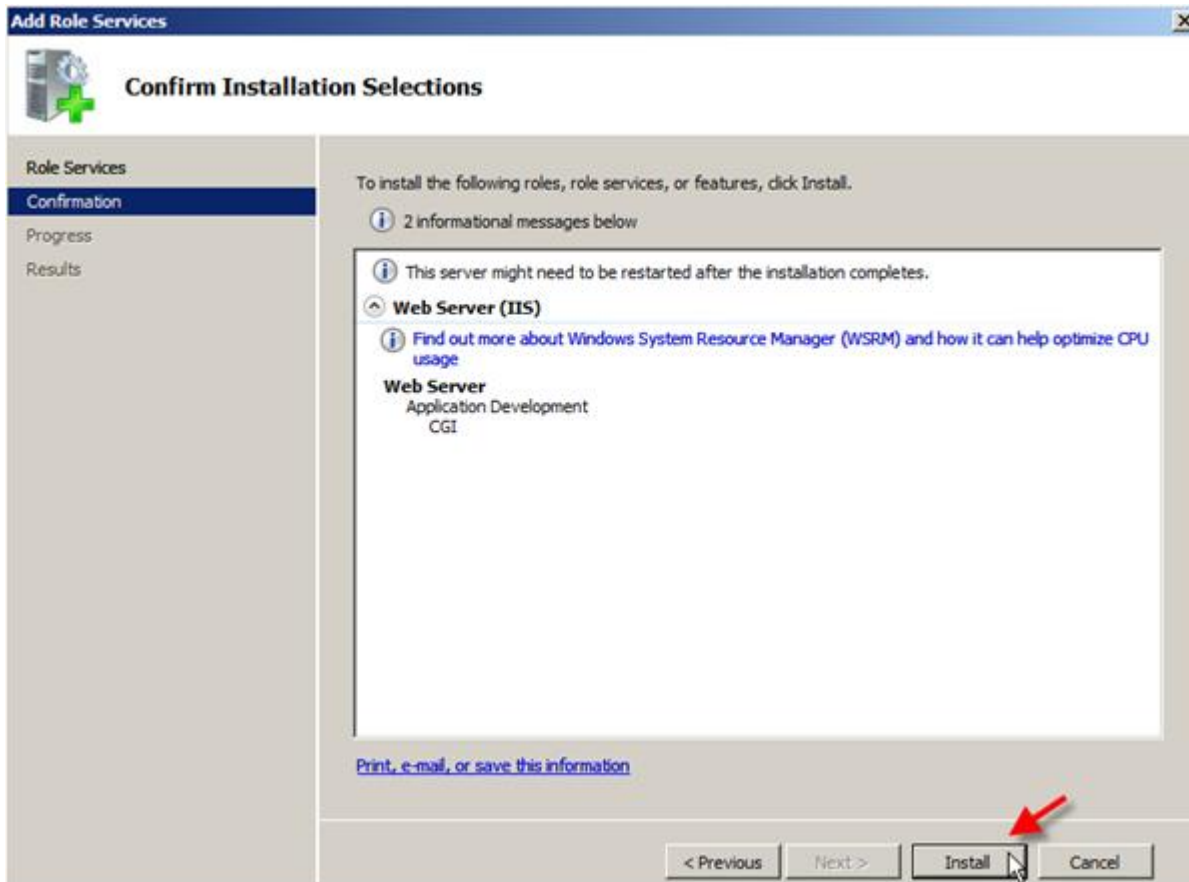 Add Role Services
Confirm Installation Selections
Role Services
Confirmation
Progress
Results
To install the following roles, role services, or features, click Install.
2 informational messages below
This server might need to be restarted after the installation completes.
Web Server (IIS)
Find out more about Windows System Resource Manager (WSRM) and how it can help optimize CPU
usage
Web Server
Application Development
CGI
Print, e-mail, or save this information
< Previous
Next >
Install
Cancel